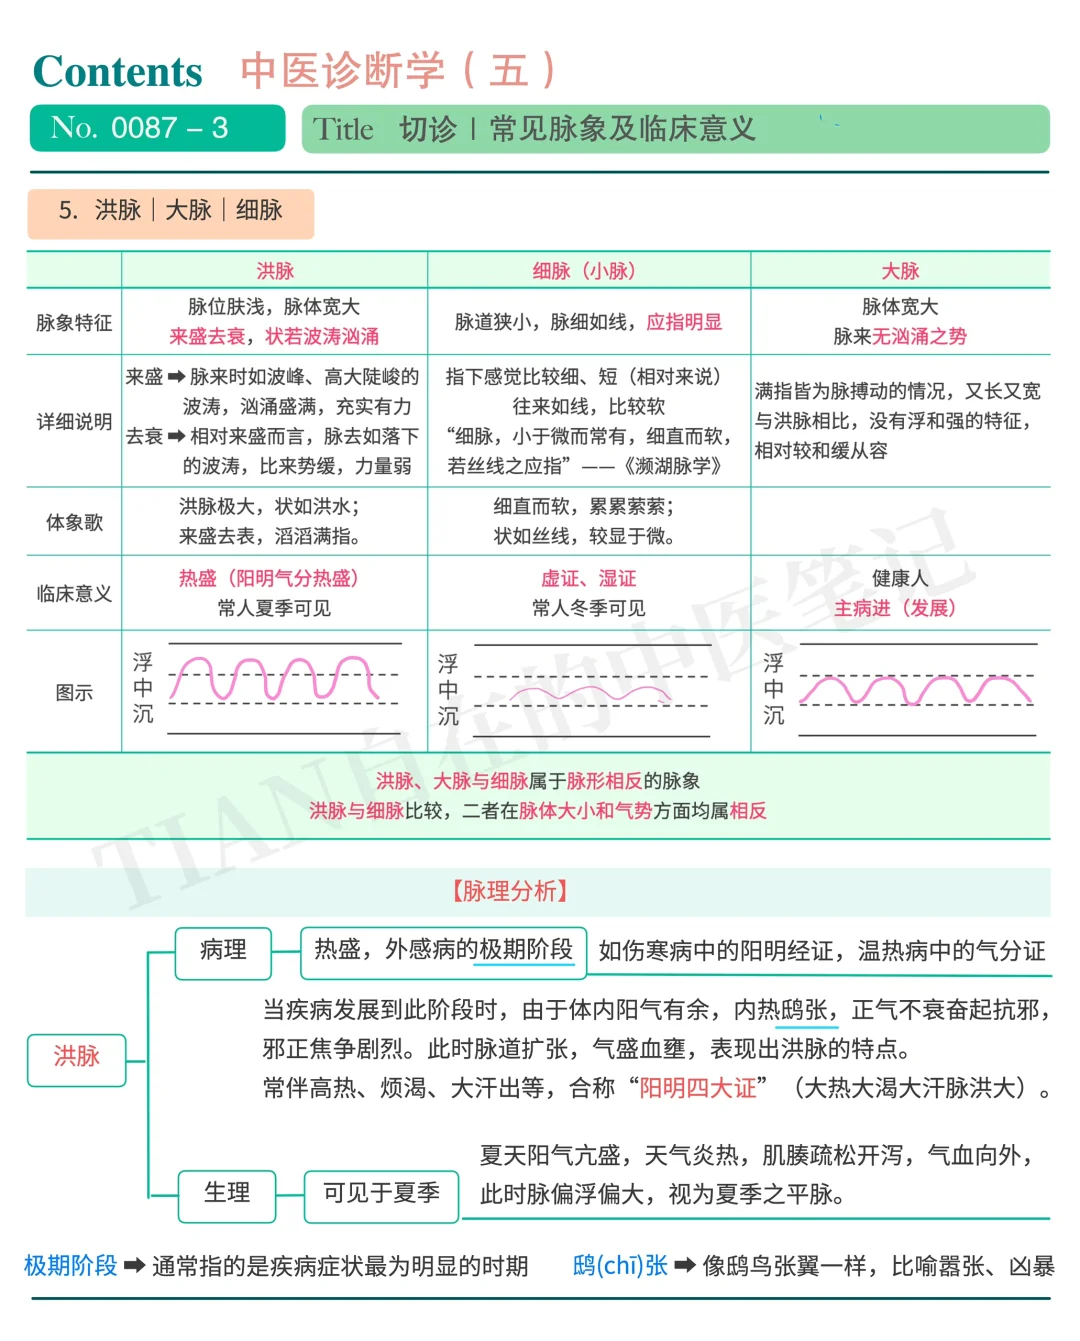 Contents 中医诊断学（五）
No. 0087 – 3 Title 切诊 | 常见脉象及临床意义
5. 洪脉｜大脉｜细脉
洪脉 细脉（小脉） 大脉
脉象特征
脉位肤浅，脉体宽大
来盛去衰，状若波涛汹涌
脉道狭小，脉细如线，应指明显
脉体宽大
脉来无汹涌之势
详细说明
来盛➡脉来时如波峰、高大陡峻的
波涛，汹涌盛满，充实有力
去衰➡相对来盛而言，脉去如落下
的波涛，比来势缓，力量弱
指下感觉比较细、短（相对来说）
往来如线，比较软
“细脉，小于微而常有，细直而软，
若丝线之应指”——《濒湖脉学》
满指皆为脉搏动的情况，又长又宽
与洪脉相比，没有浮和强的特征，
相对较和缓从容
体象歌
洪脉极大，状如洪水；
来盛去表，滔滔满指。
细直而软，累累萦萦；
状如丝线，较显于微。
临床意义
热盛（阳明气分热盛）
常人夏季可见
虚证、湿证
常人冬季可见
健康人
主病进（发展）
图示
浮
中
沉
浮
中
沉
浮
中
沉
洪脉、大脉与细脉属于脉形相反的脉象
洪脉与细脉比较，二者在脉体大小和气势方面均属相反
【脉理分析】
洪脉
病理 热盛，外感病的极期阶段 如伤寒病中的阳明经证，温热病中的气分证
当疾病发展到此阶段时，由于体内阳气有余，内热鸱张，正气不衰奋起抗邪，
邪正焦争剧烈。此时脉道扩张，气盛血壅，表现出洪脉的特点。
常伴高热、烦渴、大汗出等，合称“阳明四大证”（大热大渴大汗脉洪大）。
生理 可见于夏季
夏天阳气亢盛，天气炎热，肌腠疏松开泻，气血向外，
此时脉偏浮偏大，视为夏季之平脉。
极期阶段➡通常指的是疾病症状最为明显的时期 鸱(chī)张➡像鸱鸟张翼一样，比喻嚣张、凶暴
TIAN自在的中医笔记